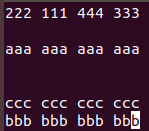 222 111 444 333
aaa aaa aaa aaa
ccc ccc ccc ccc
bbb bbb bbb bbb